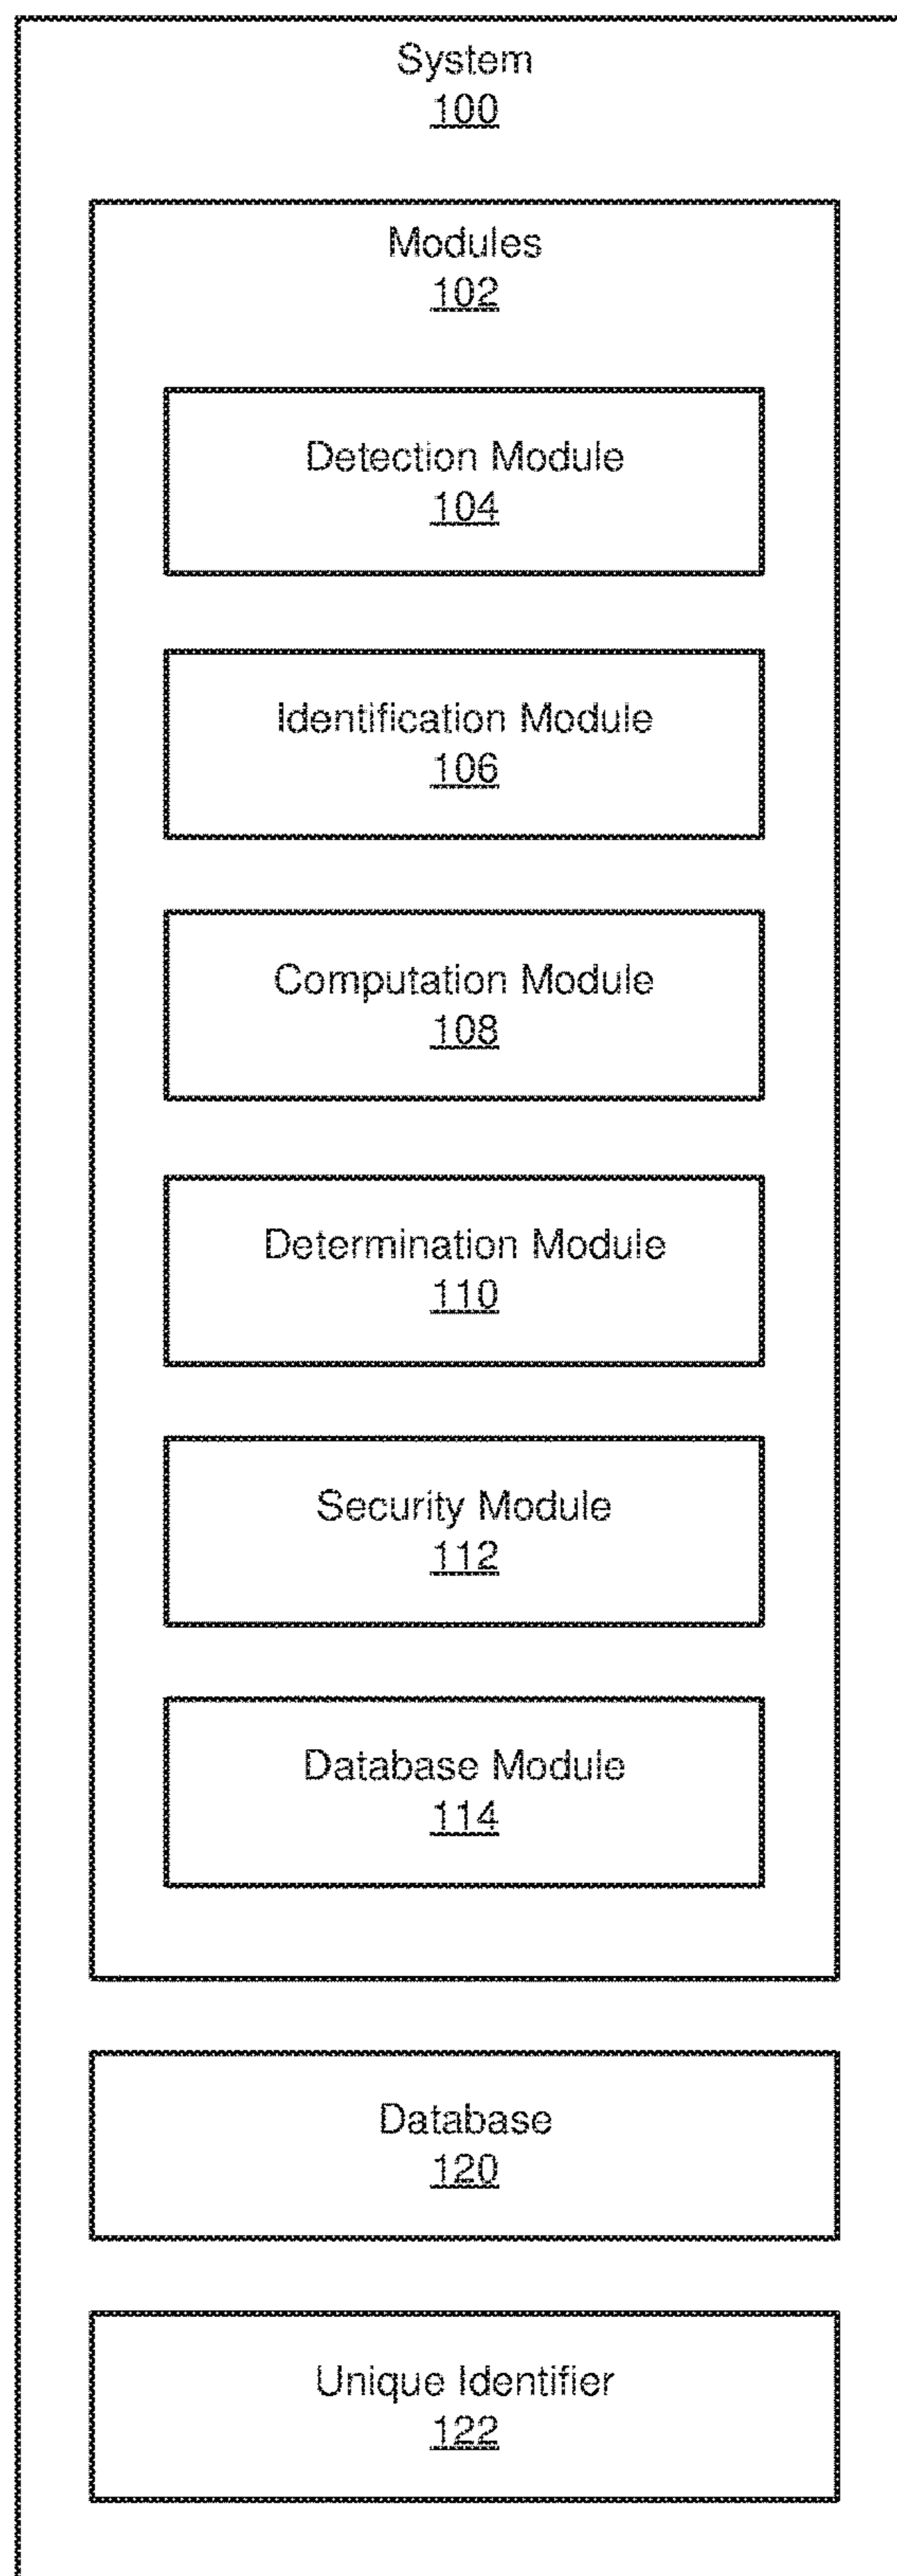 System
100
Modules
102
Detection Module
104
Identification Module
106
Computation Module
108
Determination Module
110
Security Module
112
Database Module
114
Database
120
Unique Identifier
122